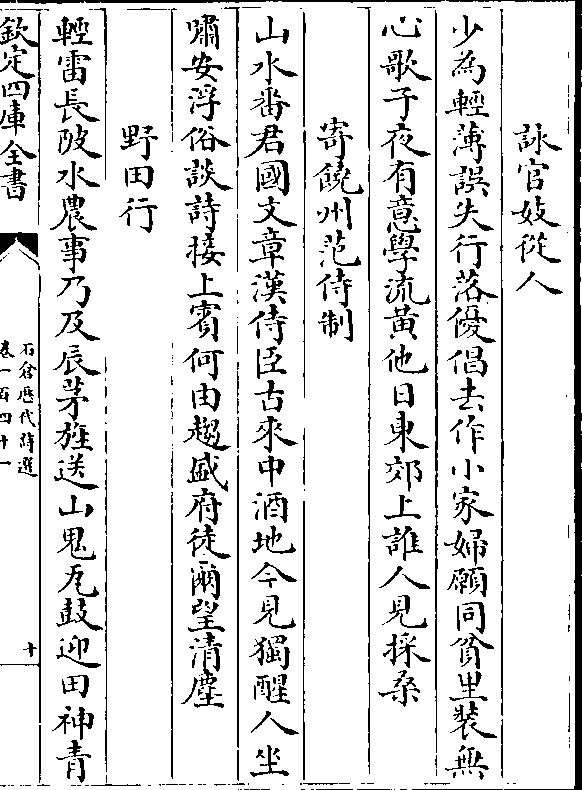 詠官妓從人
少為輕薄誤失行落優倡去作小家婦願同貧里裝無
心歌子夜有意學流黄他日東郊上誰人見採桑
寄饒州范侍制
山水番君國文章漢侍臣古來中酒地今見獨醒人坐
嘯安浮俗談詩接上賓何由趨盛府徒爾望清塵
野田行
輕雷長陂水農事乃及辰茅旌送山鬼瓦鼓迎田神青
欽定四庫全書
石倉歷代詩選
卷一百四十一
十